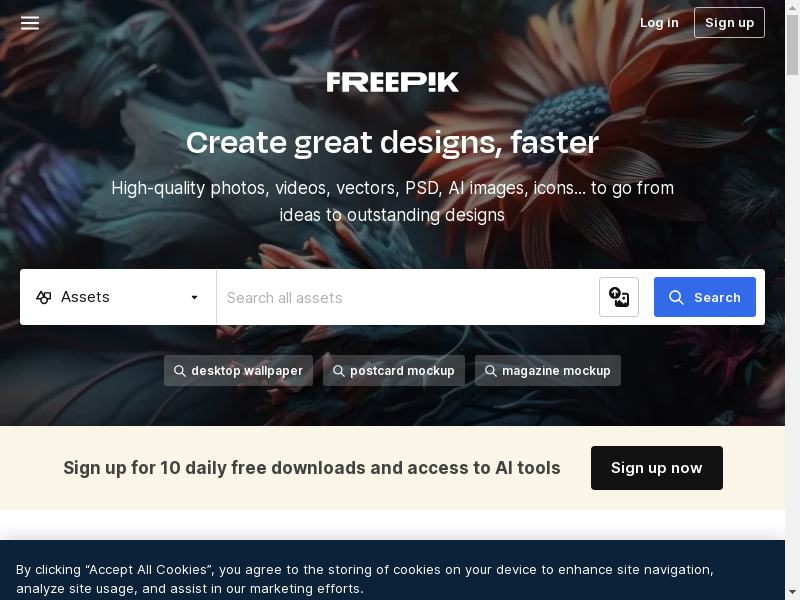 Log in
Sign up
FREEPIK
Create great designs, faster
High-quality photos, videos, vectors, PSD, AI images, icons... to go from
ideas to outstanding designs
Assets
Search all assets
Search
desktop wallpaper
postcard mockup
magazine mockup
Sign up for 10 daily free downloads and access to AI tools
Sign up now
By clicking “Accept All Cookies”, you agree to the storing of cookies on your device to enhance site navigation,
analyze site usage, and assist in our marketing efforts.